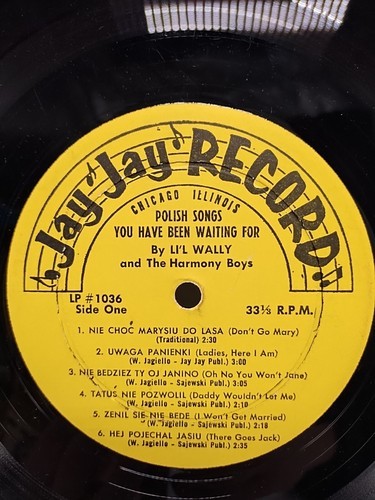 "Jay Jay" RECORD
CHICAGO ILLINOIS
POLISH SONGS
YOU HAVE BEEN WAITING FOR
By LI'L WALLY
and The Harmony Boys
LP #1036
Side One
33⅓ R.P.M.
1. NIE CHOC MARYSIU DO LASA (Don't Go Mary)
(Traditional) 2:30
2. UWAGA PANIENKI (Ladies, Here I Am)
(W. Jagiello - Jay Jay Publ.) 3:00
3. NIE BEDZIEZ TY OJ JANINO (Oh No You Won't Jane)
(W. Jagiello - Sajewski Publ.) 3:05
4. TATUS NIE POZWOLIL (Daddy Wouldn't Let Me)
(W. Jagiello - Sajewski Publ.) 2:10
5. ZENIL SIE NIE BEDE (I Won't Get Married)
(W. Jagiello - Sajewski Publ.) 2:18
6. HEJ POJECHAL JASIU (There Goes Jack)
(W. Jagiello - Sajewski Publ.) 2:35